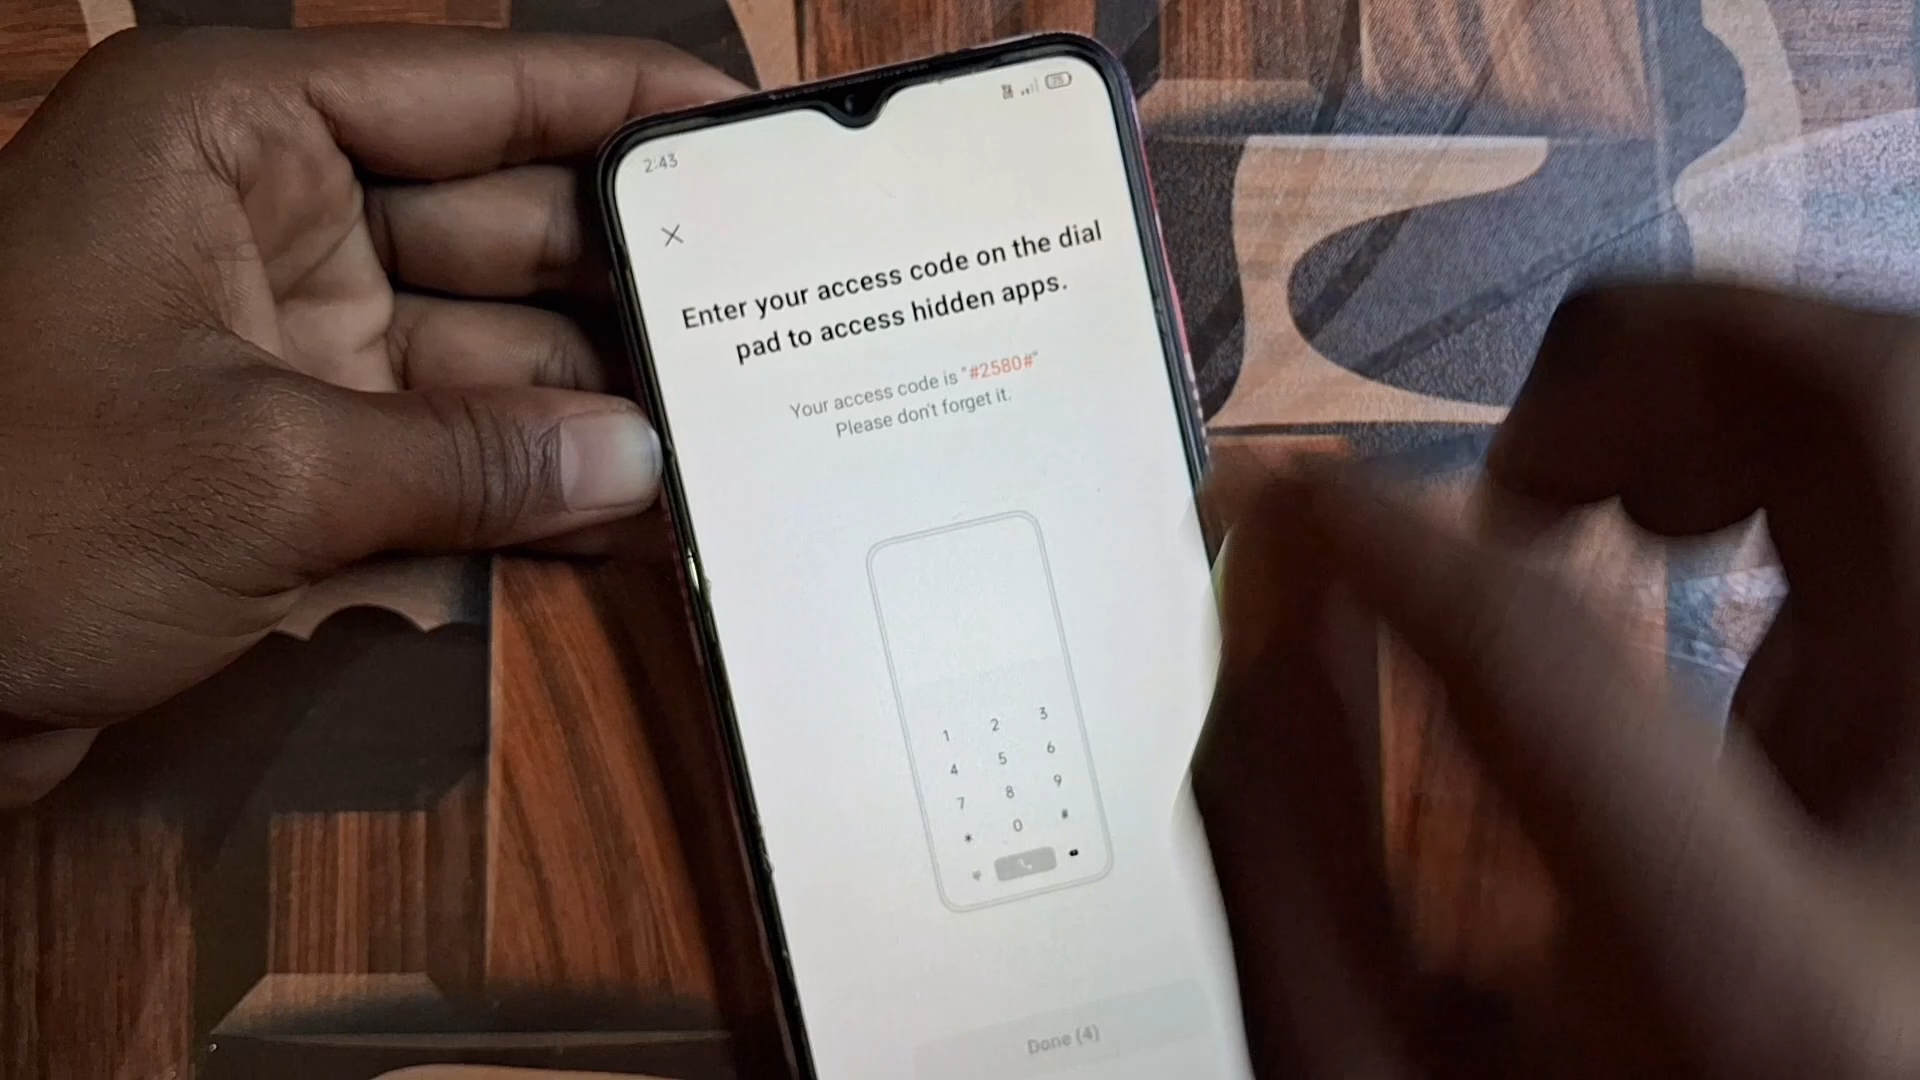 2:43
25
Enter your access code on the dial
pad to access hidden apps.
Your access code is "#2580#"
Please don't forget it.
1 2 3
4 5 6
7 8 9
* 0 #
Done (4)